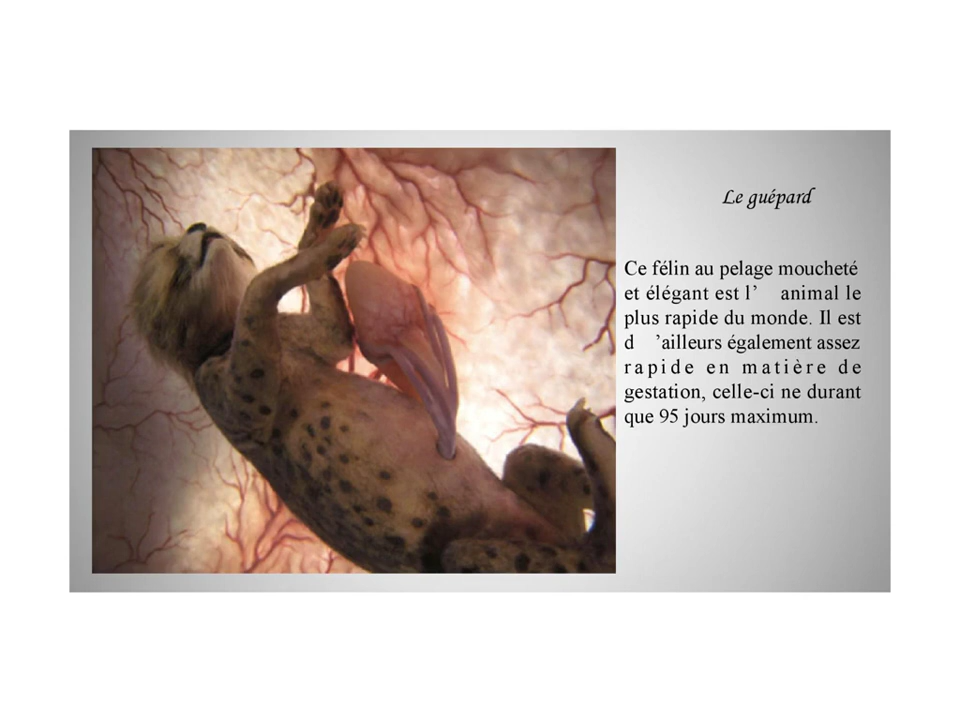 Le guépard
Ce félin au pelage moucheté
et élégant est l’ animal le
plus rapide du monde. Il est
d ’ailleurs également assez
rapide en matière de
gestation, celle-ci ne durant
que 95 jours maximum.